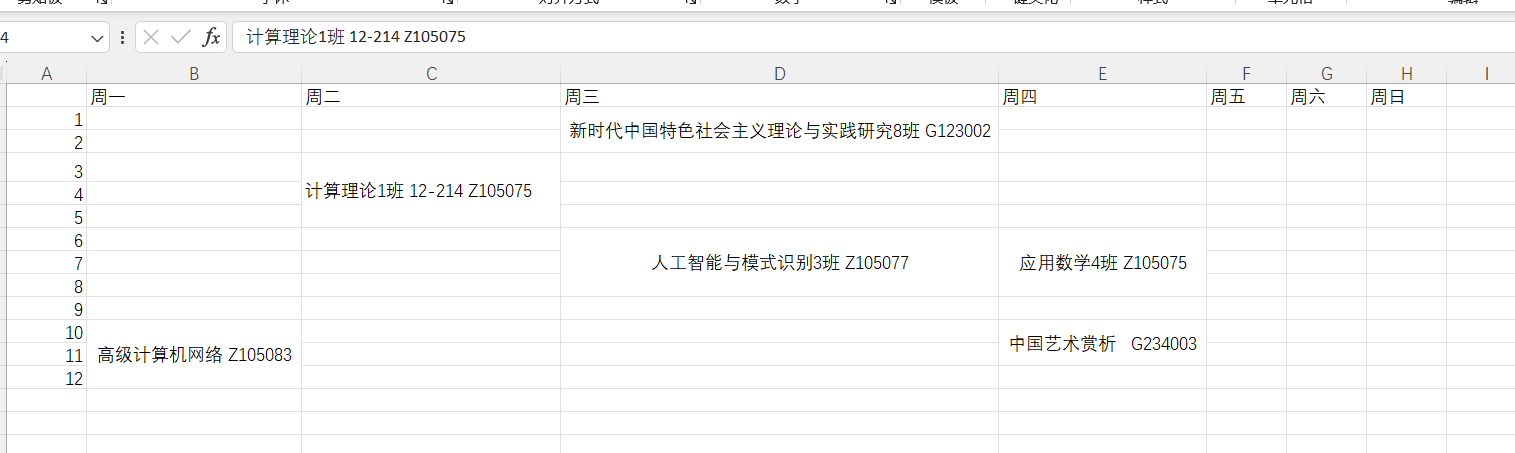 4 计算理论1班 12-214 Z105075
A B C D E F G H I
周一 周二 周三 周四 周五 周六 周日
1
新时代中国特色社会主义理论与实践研究8班 G123002
2
3
4 计算理论1班 12-214 Z105075
5
6
7 人工智能与模式识别3班 Z105077 应用数学4班 Z105075
8
9
10
中国艺术赏析 G234003
11 高级计算机网络 Z105083
12